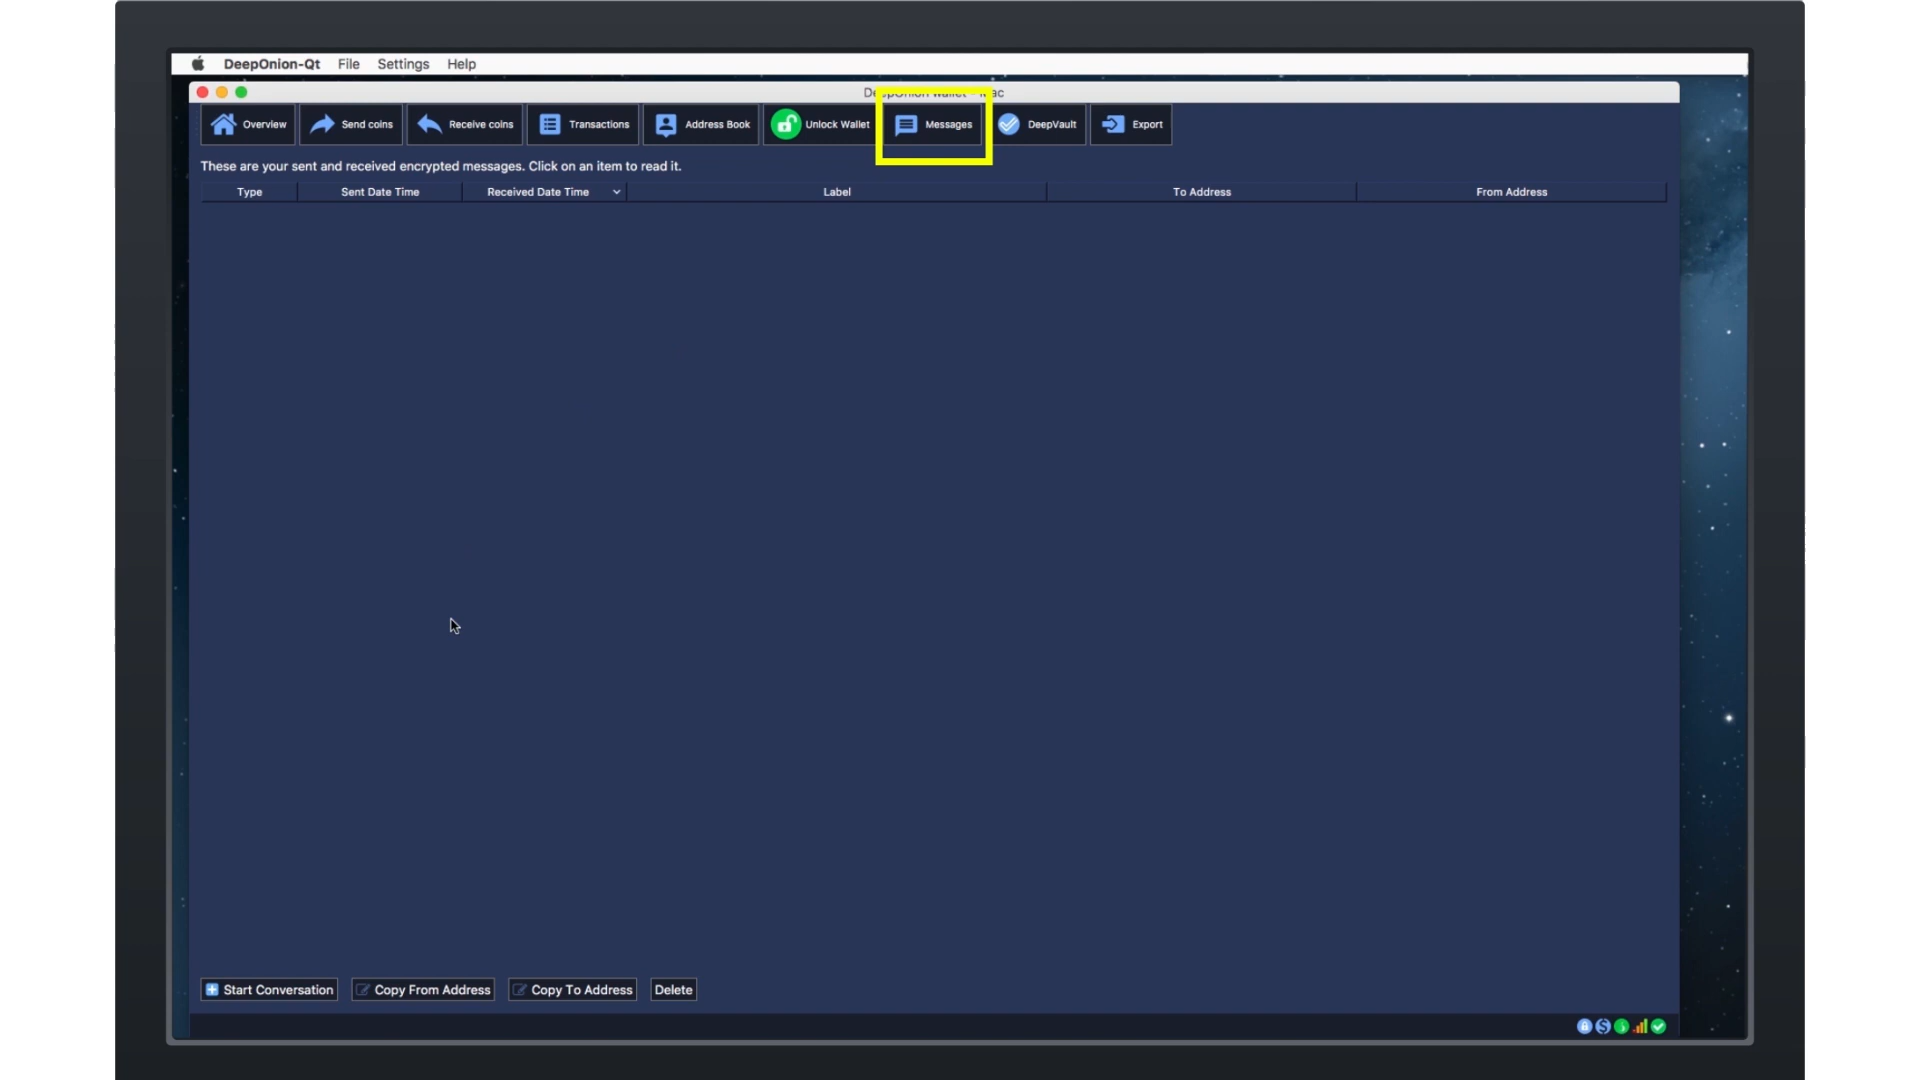 DeepOnion-Qt File Settings Help
Overview Send coins Receive coins Transactions Address Book Unlock Wallet Messages DeepVault Export
These are your sent and received encrypted messages. Click on an item to read it.
Type Sent Date Time Received Date Time Label To Address From Address
Start Conversation Copy From Address Copy To Address Delete